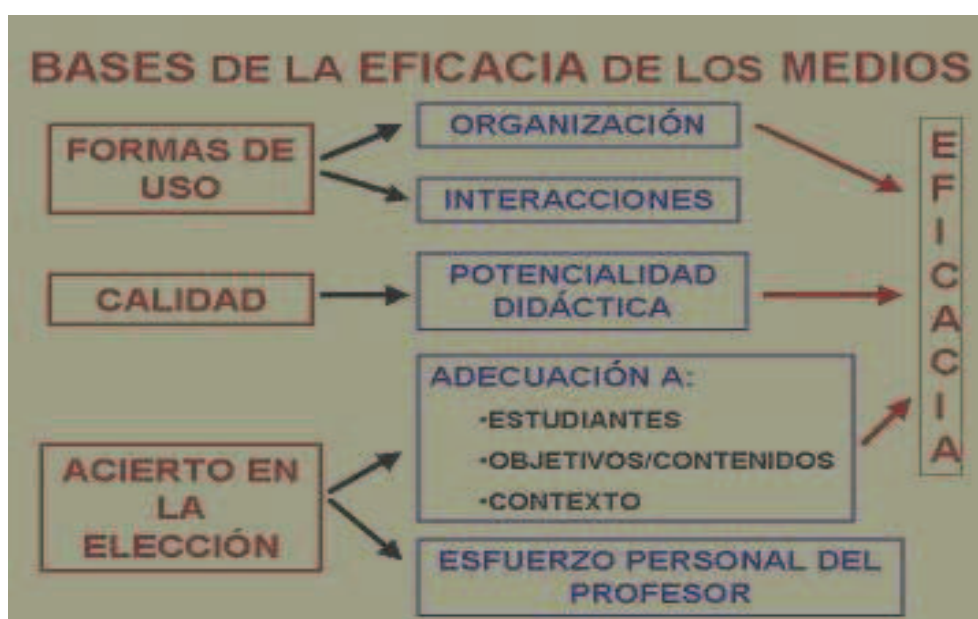 BASES DE LA EFICACIA DE LOS MEDIOS
FORMAS DE
USO
ORGANIZACIÓN
INTERACCIONES
CALIDAD
POTENCIALIDAD
DIDÁCTICA
ACIERTO EN
LA
ELECCIÓN
ADECUACIÓN A:
•ESTUDIANTES
•OBJETIVOS/CONTENIDOS
•CONTEXTO
ESFUERZO PERSONAL DEL
PROFESOR
EFICACIA